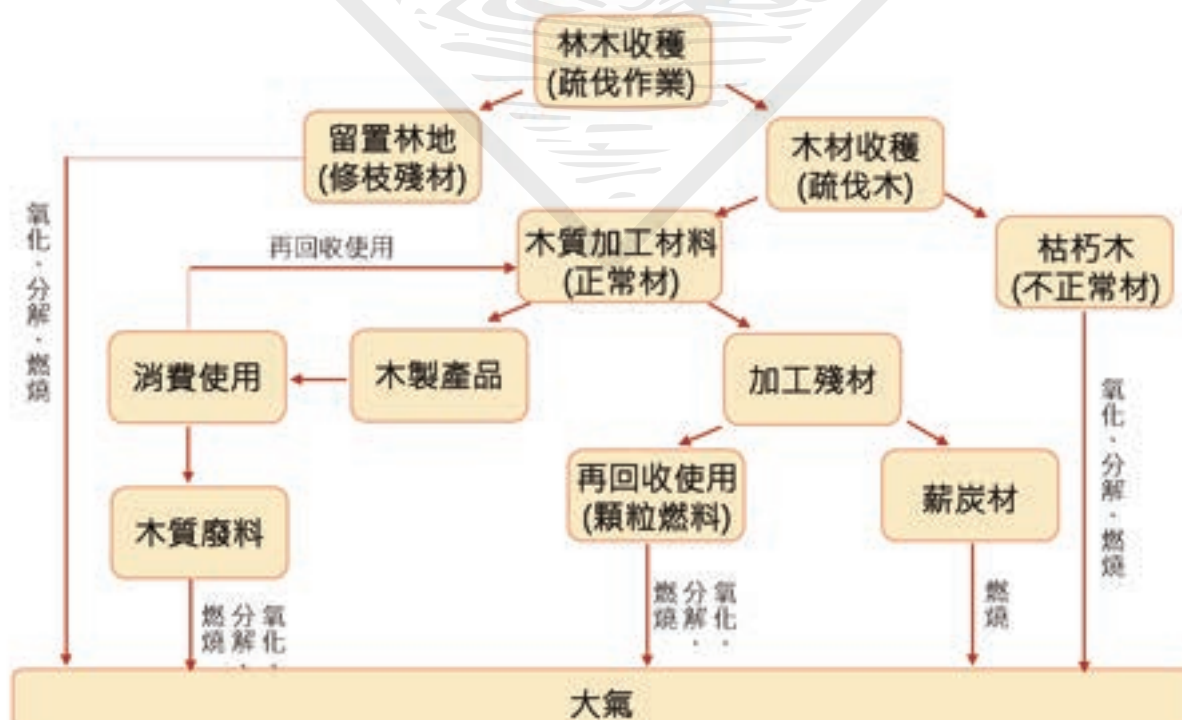 林木收穫
(疏伐作業)
留置林地
(修枝殘材)
木材收穫
(疏伐木)
氧化、分解、燃燒
再回收使用
木質加工材料
(正常材)
枯朽木
(不正常材)
消費使用
木製產品
加工殘材
氧化、分解、燃燒
木質廢料
再回收使用
(顆粒燃料)
薪炭材
氧化、
分解、
燃燒
氧化、
分解、
燃燒
燃燒
大氣